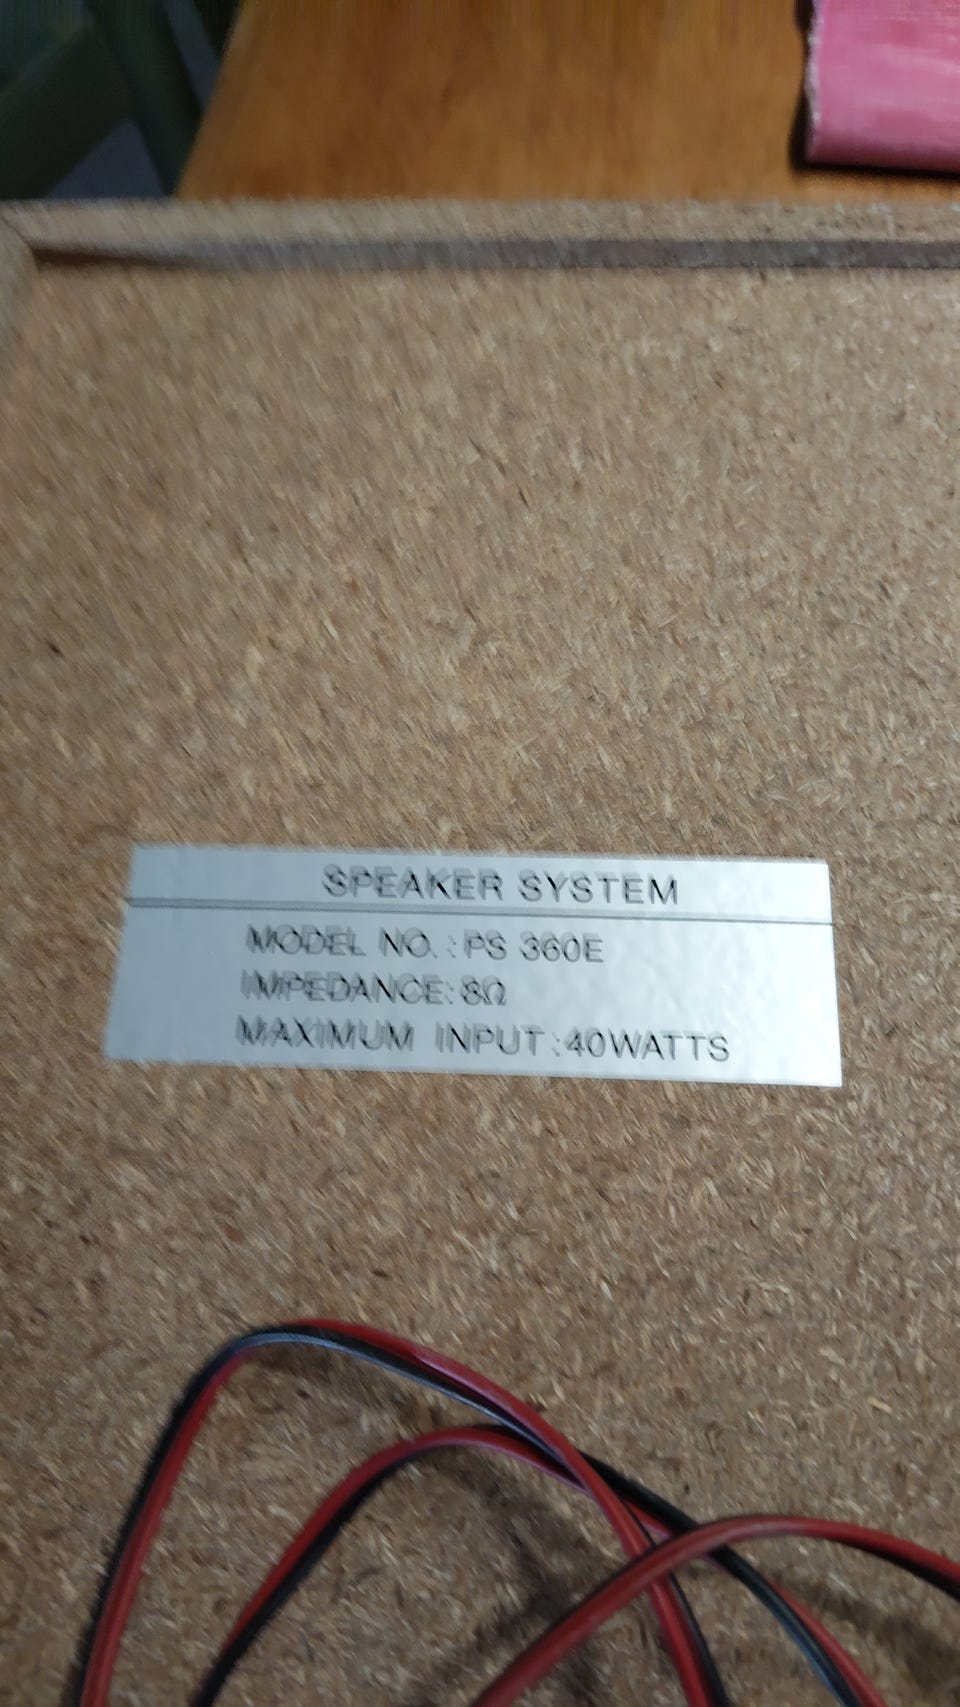 SPEAKER SYSTEM
MODEL NO. : PS 360E
IMPEDANCE: 8Ω
MAXIMUM INPUT : 40WATTS